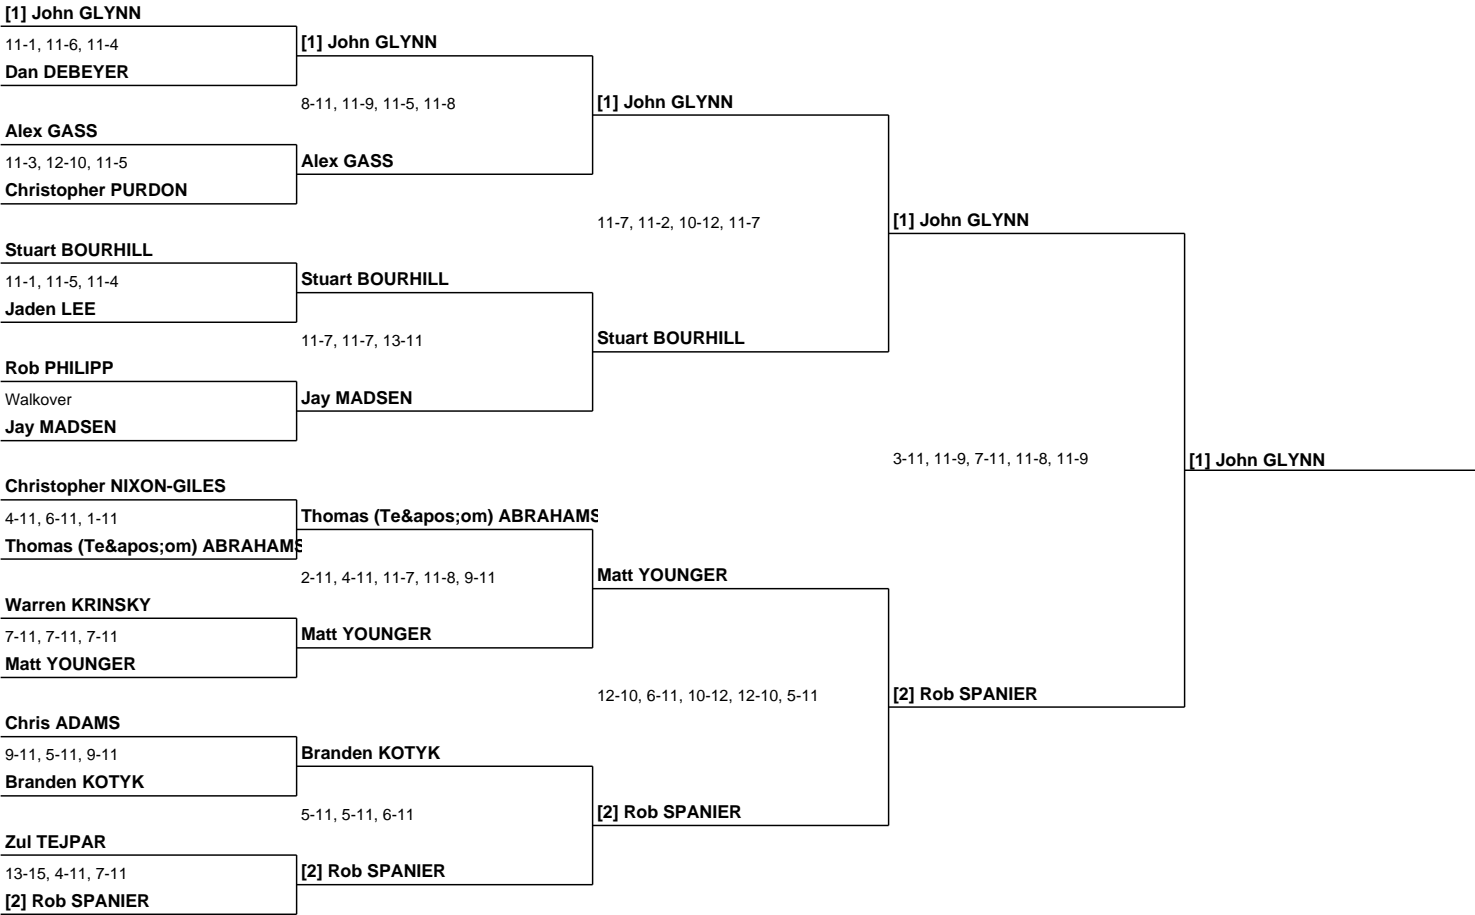 [1] John GLYNN
11-1, 11-6, 11-4
Dan DEBEYER
Alex GASS
11-3, 12-10, 11-5
Christopher PURDON
Stuart BOURHILL
11-1, 11-5, 11-4
Jaden LEE
Rob PHILIPP
Walkover
Jay MADSEN
Christopher NIXON-GILES
4-11, 6-11, 1-11
Thomas (Te&apos;om) ABRAHAMS
Warren KRINSKY
7-11, 7-11, 7-11
Matt YOUNGER
Chris ADAMS
9-11, 5-11, 9-11
Branden KOTYK
Zul TEJPAR
13-15, 4-11, 7-11
[2] Rob SPANIER
[1] John GLYNN
8-11, 11-9, 11-5, 11-8
Alex GASS
Stuart BOURHILL
11-7, 11-7, 13-11
Jay MADSEN
Thomas (Te&apos;om) ABRAHAMS
2-11, 4-11, 11-7, 11-8, 9-11
Matt YOUNGER
Branden KOTYK
5-11, 5-11, 6-11
[2] Rob SPANIER
[1] John GLYNN
11-7, 11-2, 10-12, 11-7
Stuart BOURHILL
Matt YOUNGER
12-10, 6-11, 10-12, 12-10, 5-11
[2] Rob SPANIER
[1] John GLYNN
3-11, 11-9, 7-11, 11-8, 11-9
[2] Rob SPANIER
[1] John GLYNN